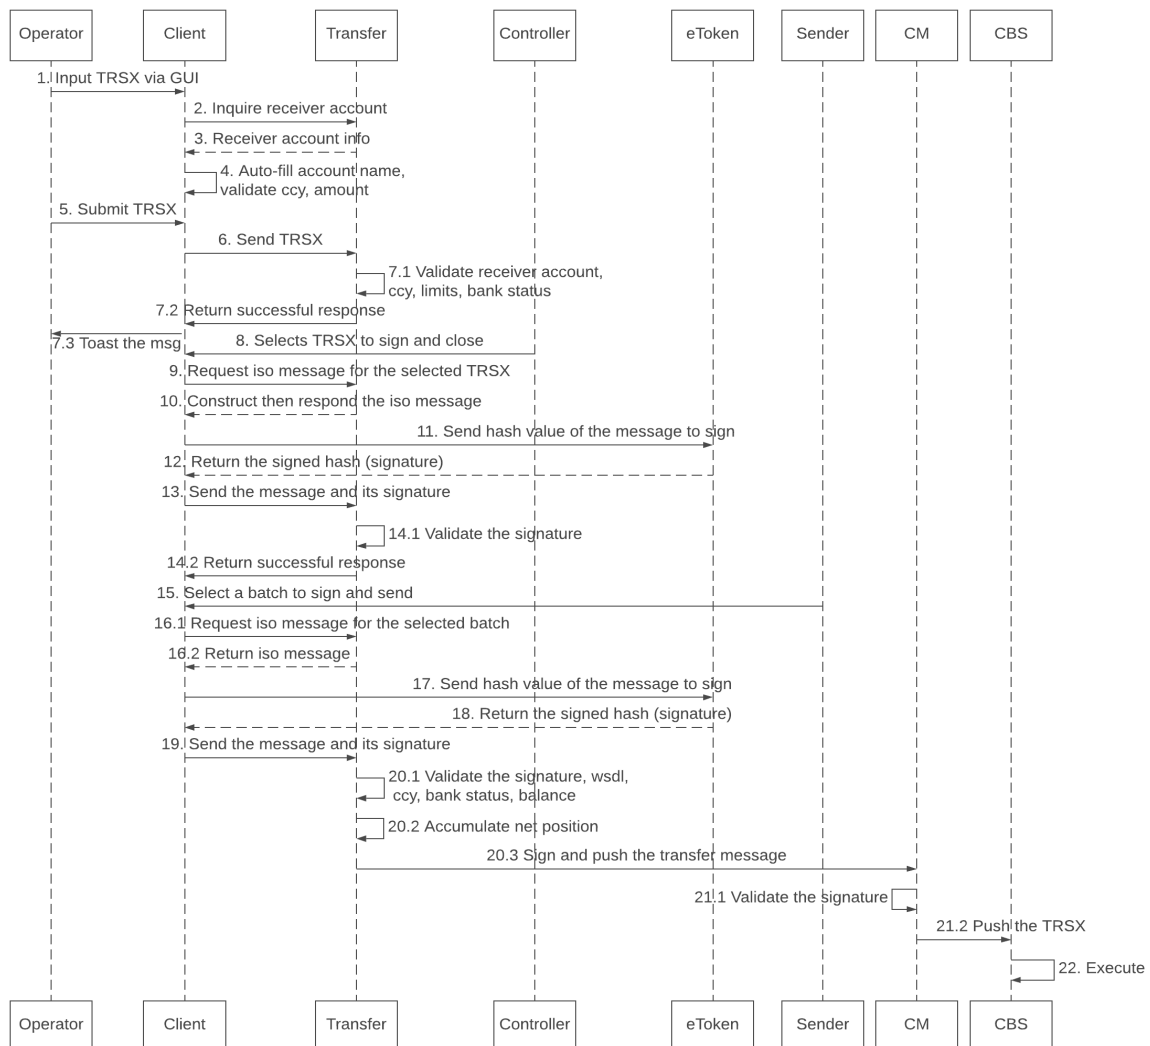 Operator
Client
Transfer
Controller
eToken
Sender
CM
CBS
1. Input TRSX via GUI
2. Inquire receiver account
3. Receiver account info
4. Auto-fill account name,
validate ccy, amount
5. Submit TRSX
6. Send TRSX
7.1 Validate receiver account,
ccy, limits, bank status
7.2 Return successful response
7.3 Toast the msg
8. Selects TRSX to sign and close
9. Request iso message for the selected TRSX
10. Construct then respond the iso message
11. Send hash value of the message to sign
12. Return the signed hash (signature)
13. Send the message and its signature
14.1 Validate the signature
14.2 Return successful response
15. Select a batch to sign and send
16.1 Request iso message for the selected batch
16.2 Return iso message
17. Send hash value of the message to sign
18. Return the signed hash (signature)
19. Send the message and its signature
20.1 Validate the signature, wsdl,
ccy, bank status, balance
20.2 Accumulate net position
20.3 Sign and push the transfer message
21.1 Validate the signature
21.2 Push the TRSX
22. Execute
Operator
Client
Transfer
Controller
eToken
Sender
CM
CBS